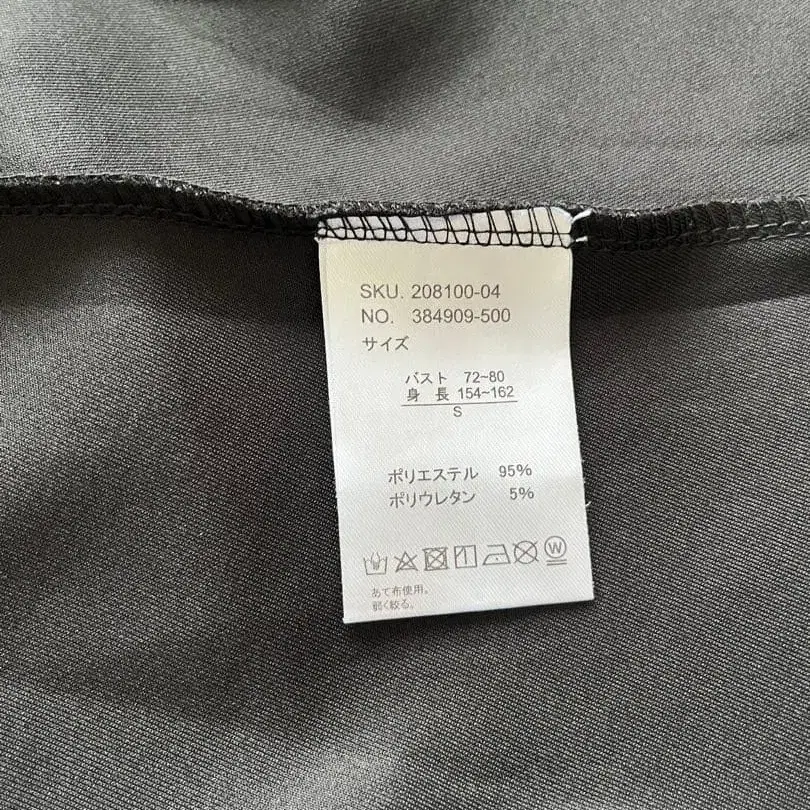 SKU. 208100-04
NO. 384909-500
サイズ
バスト 72~80
身 長 154~162
S
ポリエステル 95%
ポリウレタン 5%
W
あて布使用。
弱く絞る。